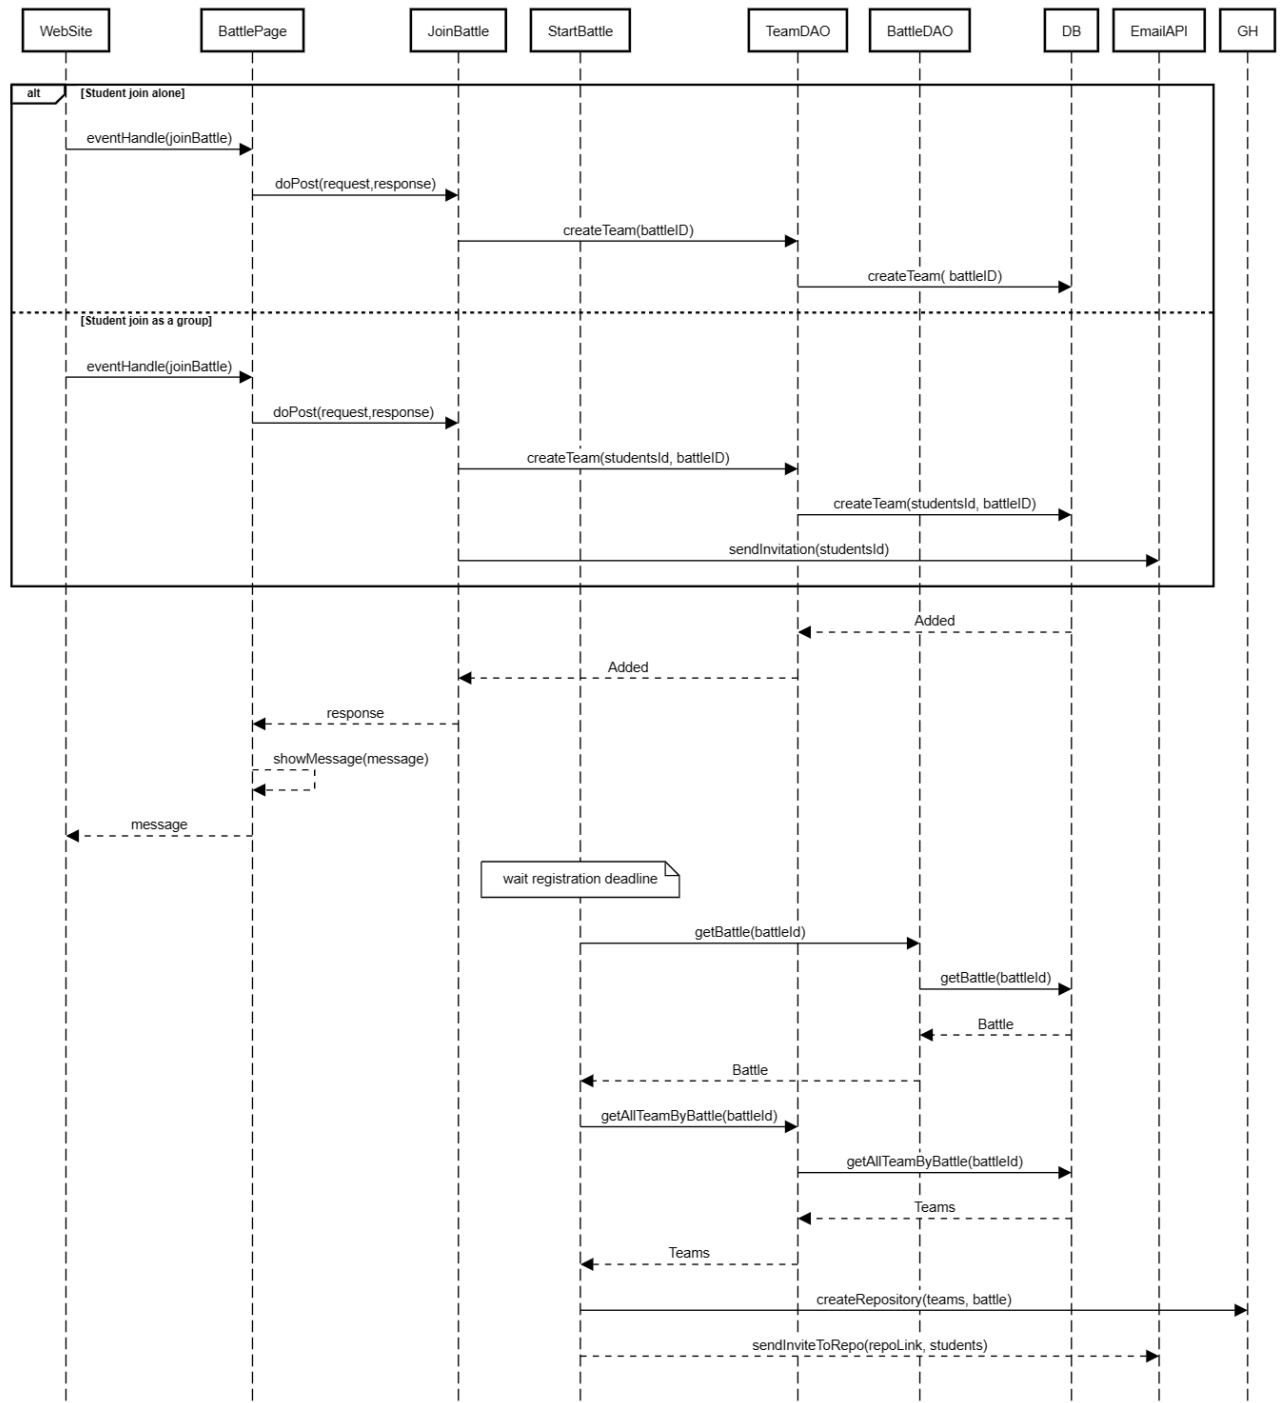 WebSite
BattlePage
JoinBattle
StartBattle
TeamDAO
BattleDAO
DB
EmailAPI
GH
alt
[Student join alone]
eventHandle(joinBattle)
doPost(request,response)
createTeam(battleID)
createTeam( battleID)
[Student join as a group]
eventHandle(joinBattle)
doPost(request,response)
createTeam(studentsId, battleID)
createTeam(studentsId, battleID)
sendInvitation(studentsId)
Added
Added
response
showMessage(message)
message
wait registration deadline
getBattle(battleId)
getBattle(battleId)
Battle
Battle
getAllTeamByBattle(battleId)
getAllTeamByBattle(battleId)
Teams
Teams
createRepository(teams, battle)
sendInviteToRepo(repoLink, students)